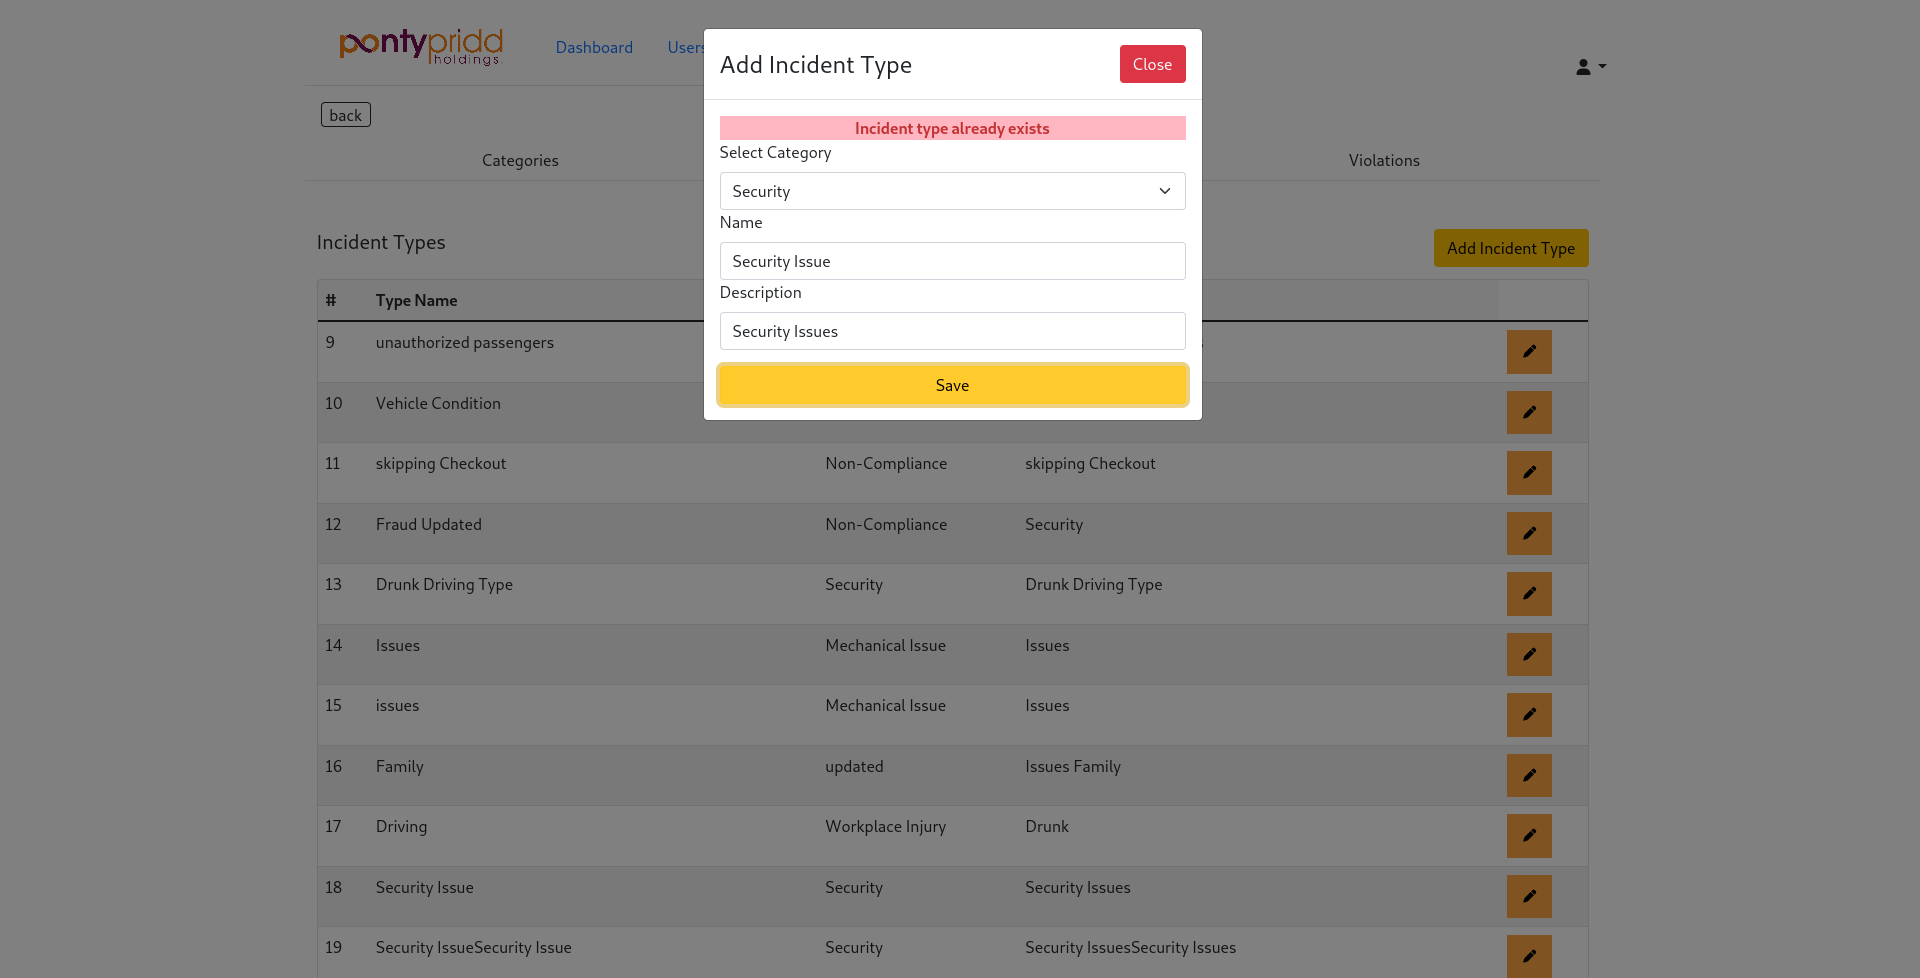 pontypridd
holdings.
Dashboard
Users
Add Incident Type
Close
back
Incident type already exists
Select Category
Categories
Violations
Security
Name
Incident Types
Security Issue
Add Incident Type
Description
# Type Name
Security Issues
9 unauthorized passengers
Save
10 Vehicle Condition
11 skipping Checkout Non-Compliance skipping Checkout
12 Fraud Updated Non-Compliance Security
13 Drunk Driving Type Security Drunk Driving Type
14 Issues Mechanical Issue Issues
15 issues Mechanical Issue Issues
16 Family updated Issues Family
17 Driving Workplace Injury Drunk
18 Security Issue Security Security Issues
19 Security IssueSecurity Issue Security Security IssuesSecurity Issues